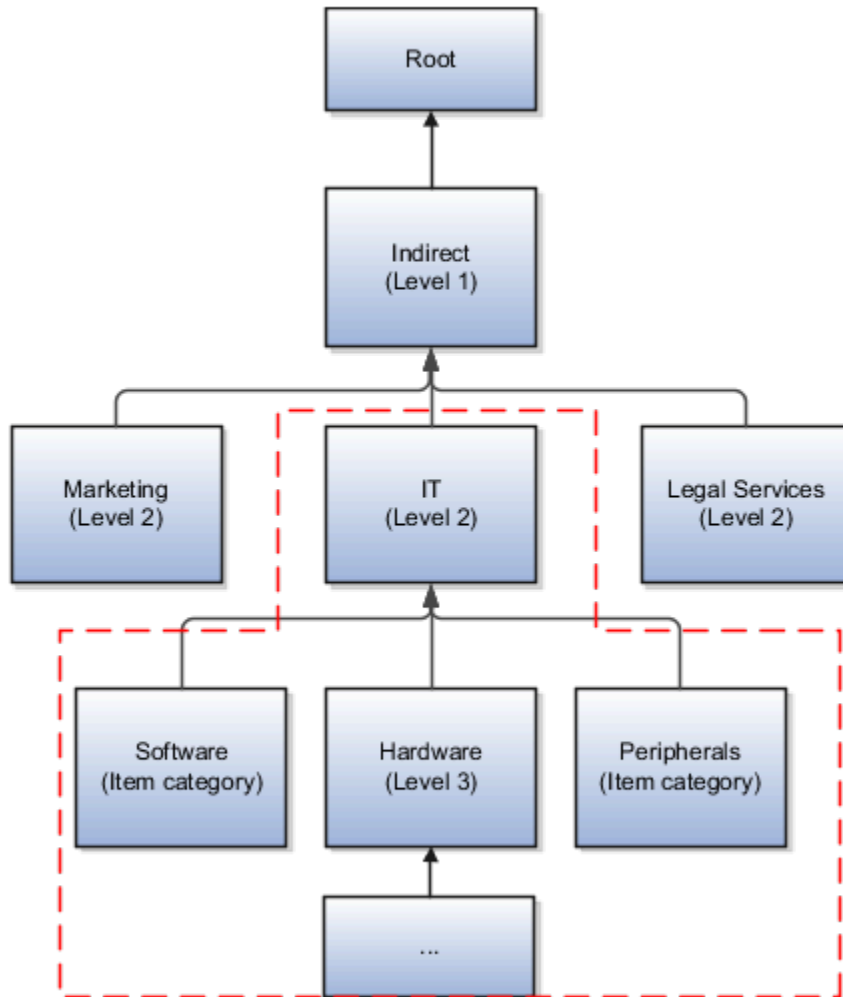 Root
Indirect
(Level 1)
Marketing
(Level 2)
IT
(Level 2)
Legal Services
(Level 2)
Software
(Item category)
Hardware
(Level 3)
Peripherals
(Item category)
...